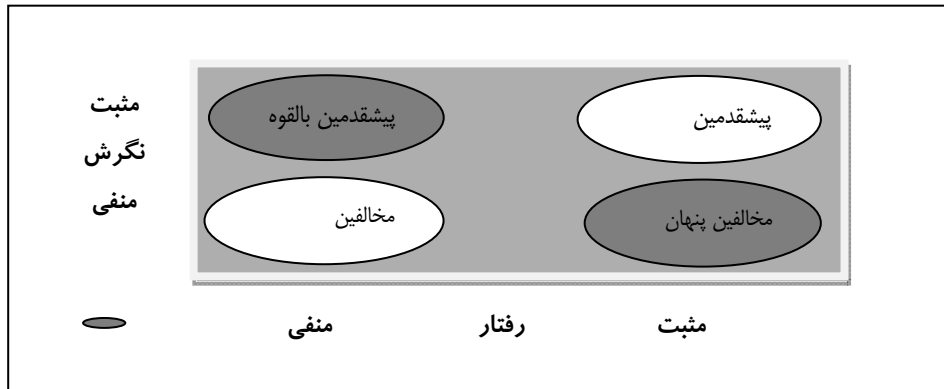 مثبت
نگرش
منفی
پیشقدمین
پیشقدمین بالقوه
مخالفین پنهان
مخالفین
مثبت رفتار منفی